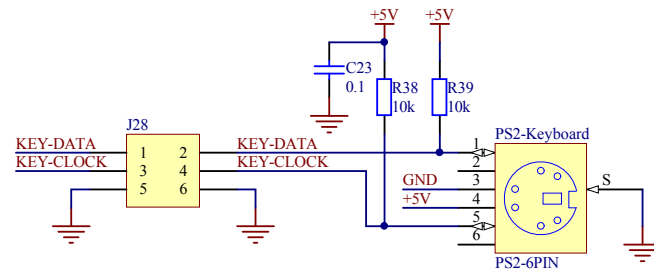 +5V +5V
C23
0.1
R38
10k
R39
10k
J28
PS2-Keyboard
KEY-DATA 1 2 KEY-DATA 1
KEY-CLOCK 3 4 KEY-CLOCK 2
5 6 GND 3 S
+5V 4
5
6
PS2-6PIN